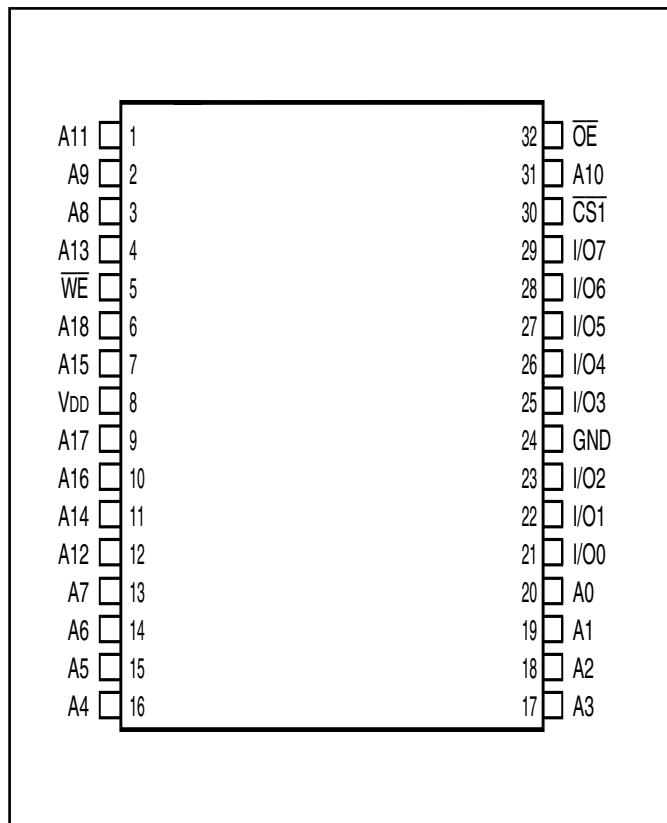 A11 1 32 O̅E̅
A9 2 31 A10
A8 3 30 C̅S̅1̅
A13 4 29 I/O7
W̅E̅ 5 28 I/O6
A18 6 27 I/O5
A15 7 26 I/O4
VDD 8 25 I/O3
A17 9 24 GND
A16 10 23 I/O2
A14 11 22 I/O1
A12 12 21 I/O0
A7 13 20 A0
A6 14 19 A1
A5 15 18 A2
A4 16 17 A3